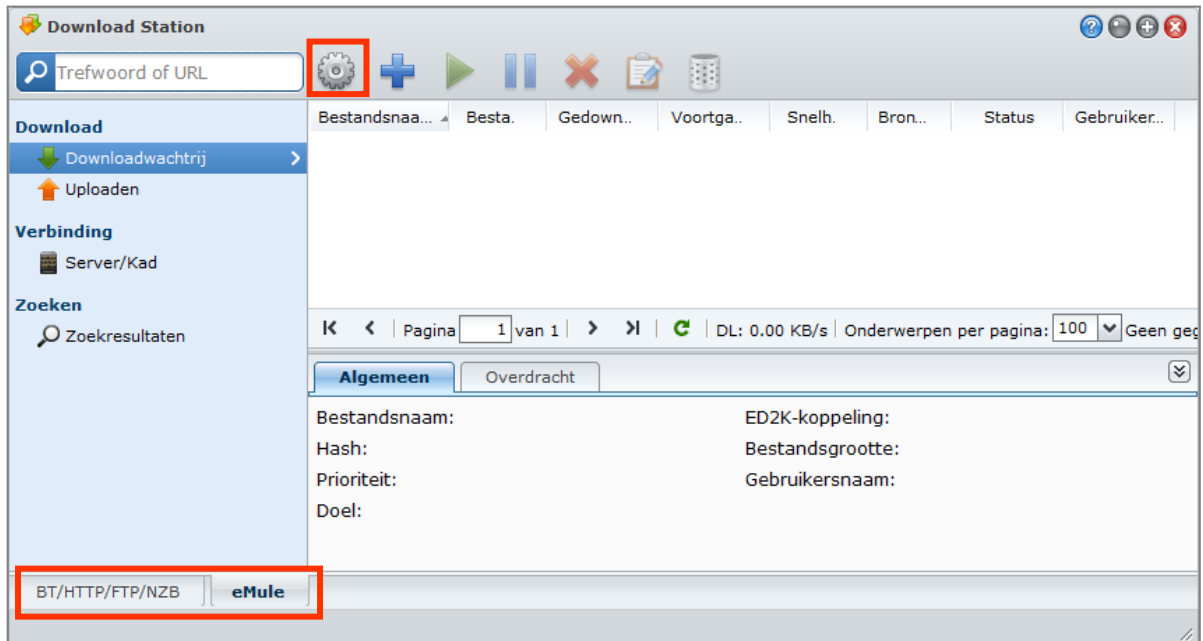 Download Station
Trefwoord of URL
Download
Downloadwachtrij
Uploaden
Verbinding
Server/Kad
Zoeken
Zoekresultaten
Bestandsnaa... Besta. Gedown.. Voortga.. Snelh. Bron... Status Gebruiker...
Pagina 1 van 1 DL: 0.00 KB/s Onderwerpen per pagina: 100 Geen geg
Algemeen Overdracht
Bestandsnaam: ED2K-koppeling:
Hash: Bestandsgrootte:
Prioriteit: Gebruikersnaam:
Doel:
BT/HTTP/FTP/NZB eMule